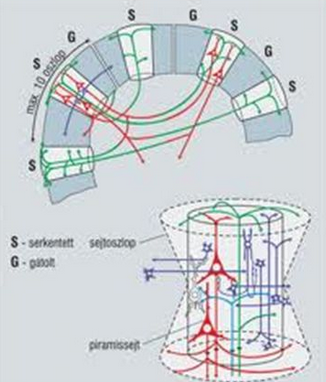 S
G
S
G
S
G
S
S
max. 10 oszlop
S - serkentett
G - gátolt
sejtoszlop
piramissejt